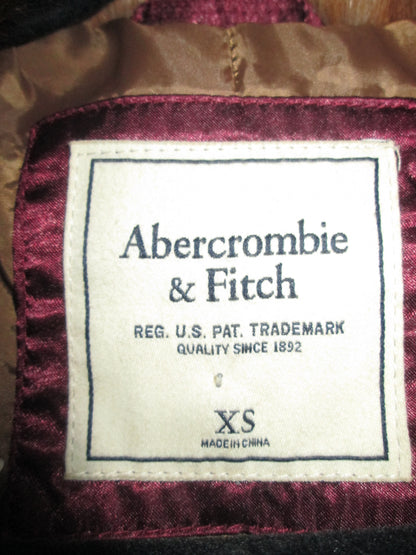 Abercrombie
& Fitch
REG. U.S. PAT. TRADEMARK
QUALITY SINCE 1892
XS
MADE IN CHINA